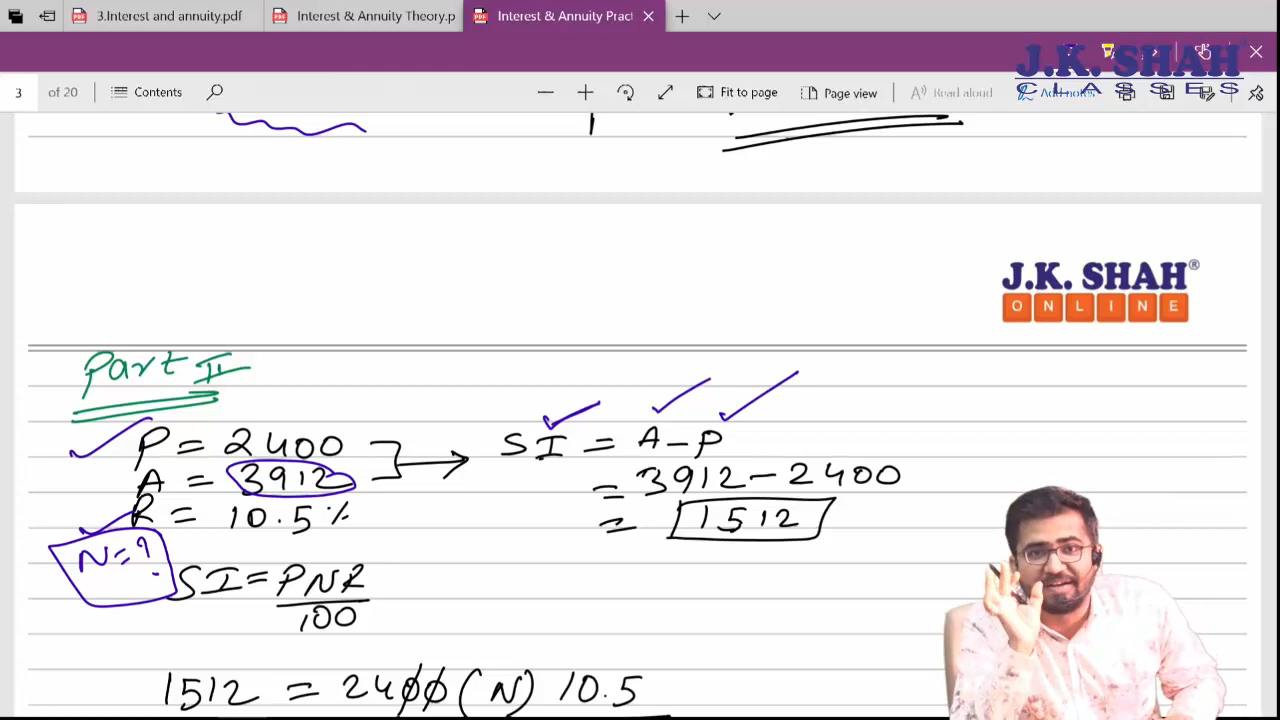 3.Interest and annuity.pdf
Interest & Annuity Theory.p
Interest & Annuity Pract
J.K. SHAH
CLASSES
3 of 20
Contents
Fit to page
Page view
Read aloud
Add notes
J.K. SHAH®
ONLINE
Part II
P = 2400
A = 3912
R = 10.5%
N = ?
SI = A - P
= 3912 - 2400
= 1512
SI = PNR
100
1512 = 2400 (N) 10.5